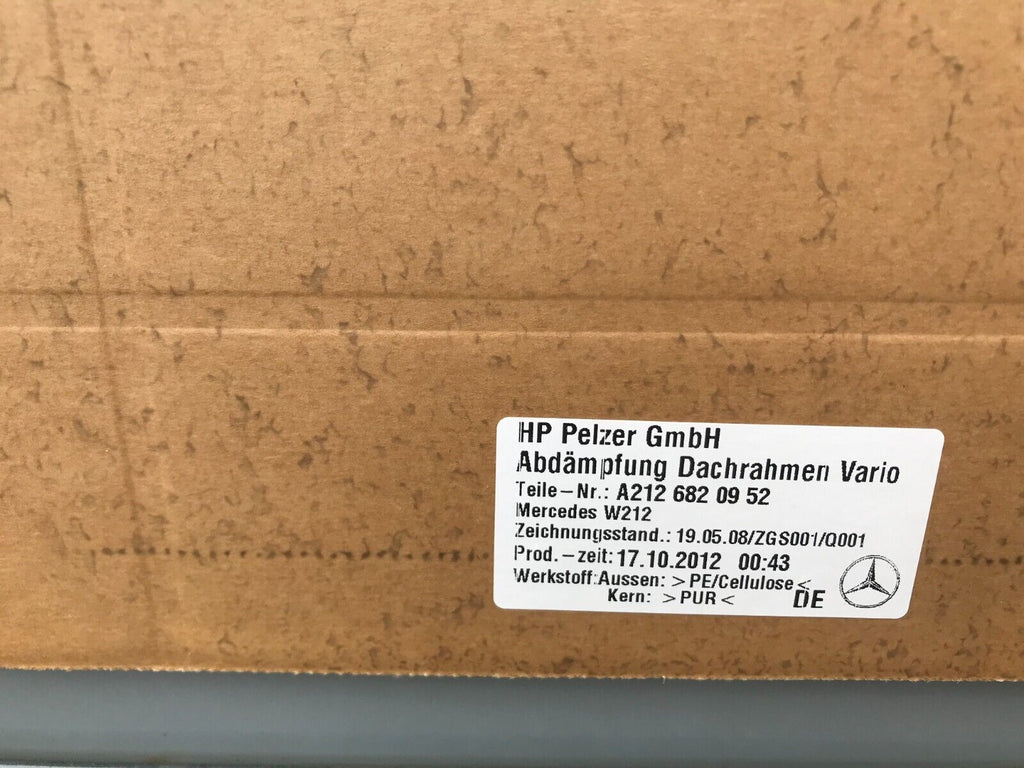 HP Pelzer GmbH
Abdämpfung Dachrahmen Vario
Teile-Nr.: A212 682 09 52
Mercedes W212
Zeichnungsstand.: 19.05.08/ZGS001/Q001
Prod.-zeit: 17.10.2012 00:43
Werkstoff:Aussen: >PE/Cellulose<
Kern: >PUR< DE